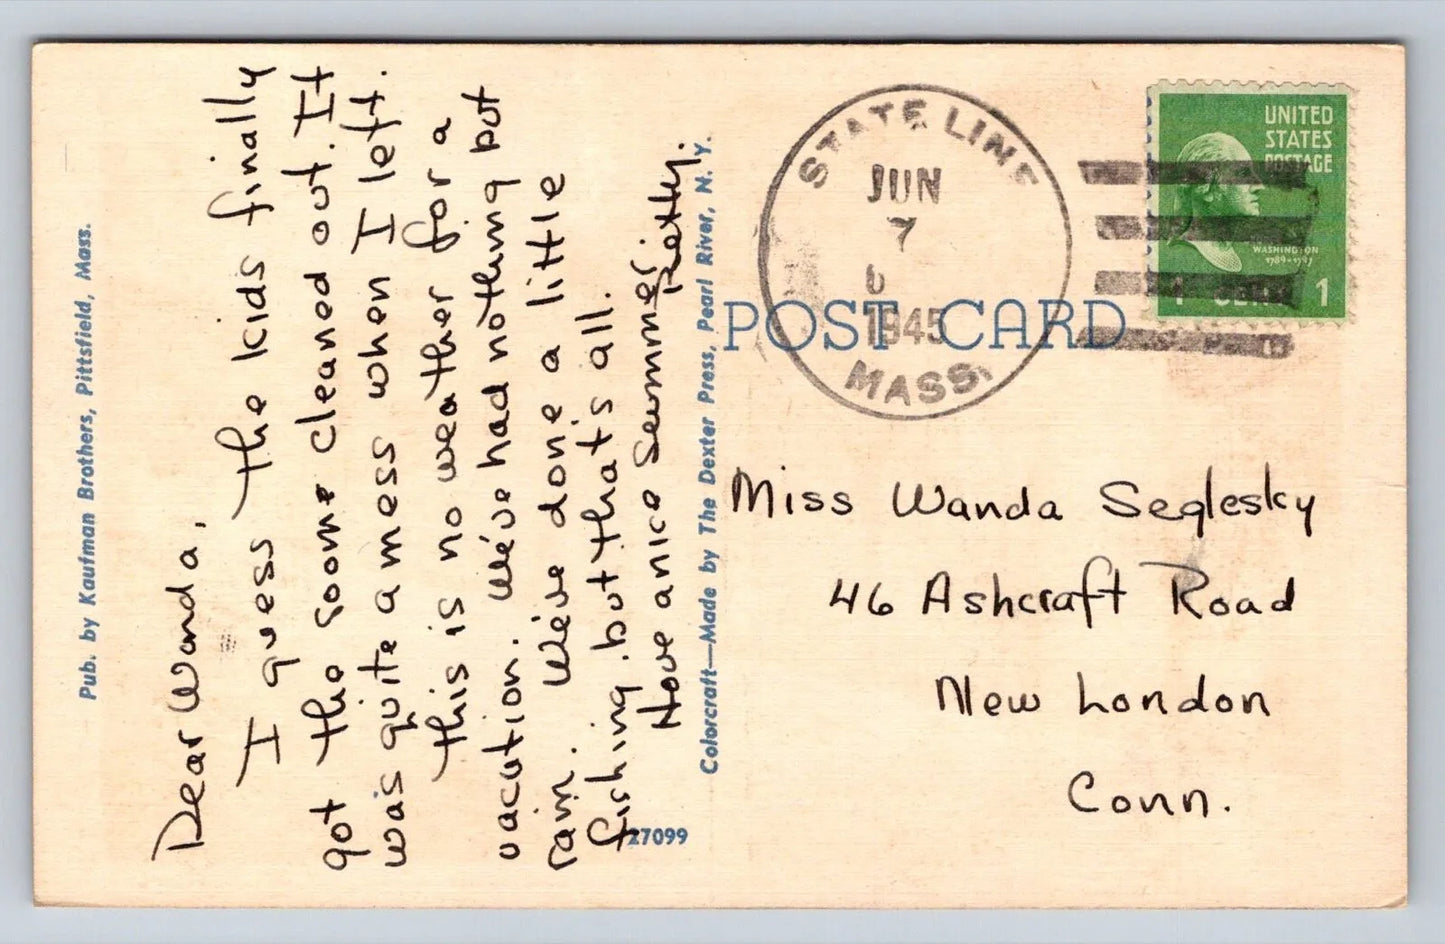 Pub. by Kaufman Brothers, Pittsfield, Mass.
Dear Wanda,
I guess the kids finally
got the rooms cleaned out. It
was quite a mess when I left.
this is no weather for a
vacution. We've had nothing but
rain. We've done a little
fishing but that's all.
Have a nice summer.
Betty.
27099
Colorcraft—Made by The Dexter Press, Pearl River, N. Y.
STATE LINE
JUN
7
1945
MASS.
UNITED
STATES
POSTAGE
WASHINGTON
1789-1797
1 CENT 1
POST CARD
Miss Wanda Seglesky
46 Ashcraft Road
New London
Conn.